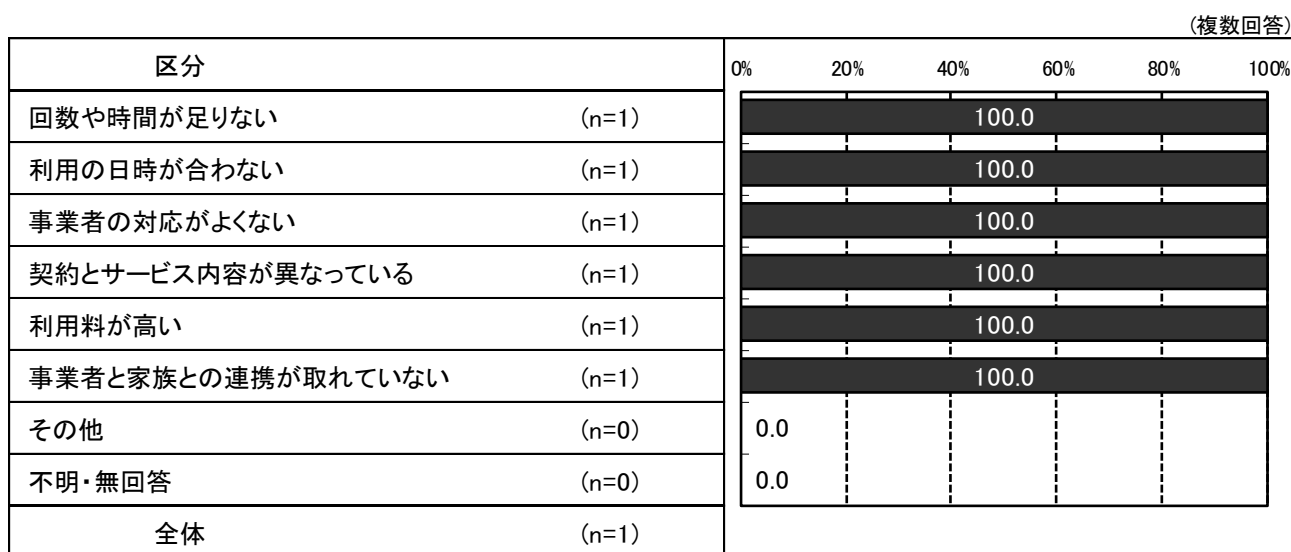 (複数回答)
区分 0% 20% 40% 60% 80% 100%
回数や時間が足りない (n=1) 100.0
利用の日時が合わない (n=1) 100.0
事業者の対応がよくない (n=1) 100.0
契約とサービス内容が異なっている (n=1) 100.0
利用料が高い (n=1) 100.0
事業者と家族との連携が取れていない (n=1) 100.0
その他 (n=0) 0.0
不明・無回答 (n=0) 0.0
全体 (n=1)